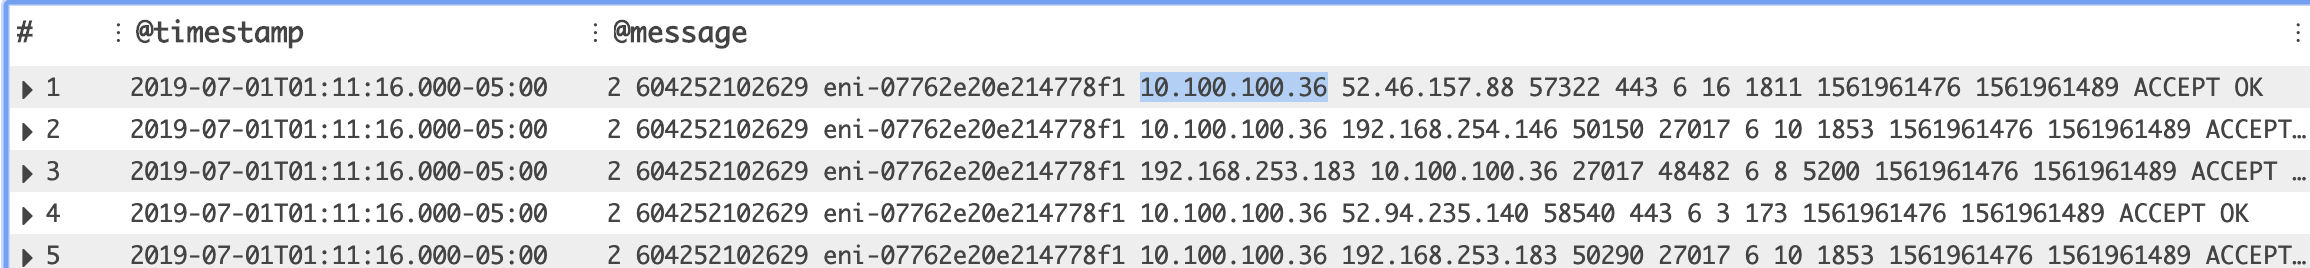 # ⋮ @timestamp ⋮ @message ⋮
▶ 1 2019-07-01T01:11:16.000-05:00 2 604252102629 eni-07762e20e214778f1 10.100.100.36 52.46.157.88 57322 443 6 16 1811 1561961476 1561961489 ACCEPT OK
▶ 2 2019-07-01T01:11:16.000-05:00 2 604252102629 eni-07762e20e214778f1 10.100.100.36 192.168.254.146 50150 27017 6 10 1853 1561961476 1561961489 ACCEPT…
▶ 3 2019-07-01T01:11:16.000-05:00 2 604252102629 eni-07762e20e214778f1 192.168.253.183 10.100.100.36 27017 48482 6 8 5200 1561961476 1561961489 ACCEPT …
▶ 4 2019-07-01T01:11:16.000-05:00 2 604252102629 eni-07762e20e214778f1 10.100.100.36 52.94.235.140 58540 443 6 3 173 1561961476 1561961489 ACCEPT OK
▶ 5 2019-07-01T01:11:16.000-05:00 2 604252102629 eni-07762e20e214778f1 10.100.100.36 192.168.253.183 50290 27017 6 10 1853 1561961476 1561961489 ACCEPT…